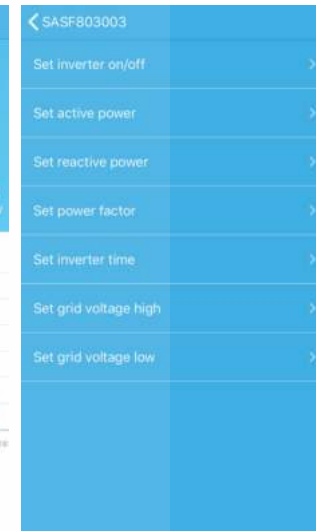 SASF803003
Set inverter on/off
Set active power
Set reactive power
Set power factor
Set inverter time
Set grid voltage high
Set grid voltage low